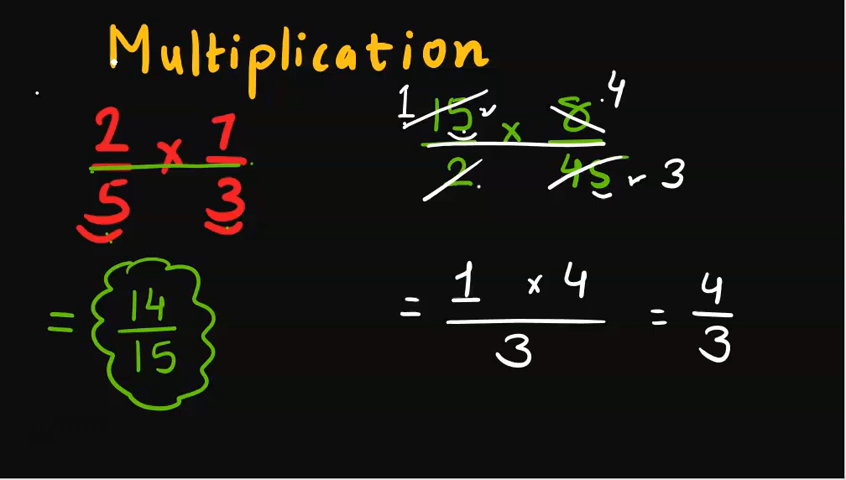 Multiplication
2/5 x 7/3
= 14/15
1 15/2 x 8/45 4 3
= 1 x 4/3 = 4/3